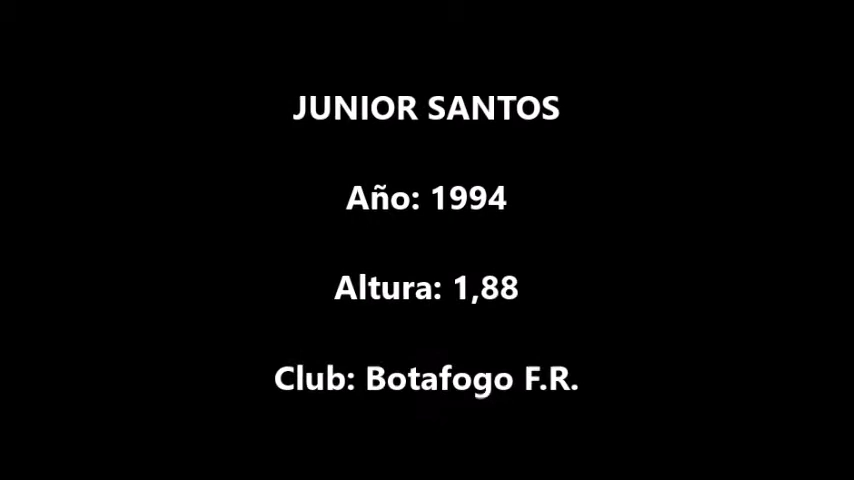 JUNIOR SANTOS
Año: 1994
Altura: 1,88
Club: Botafogo F.R.